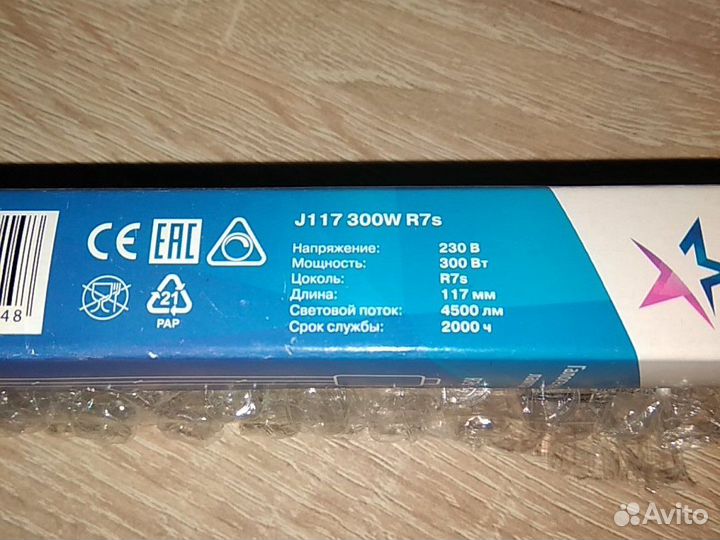 J117 300W R7s
Напряжение: 230 В
Мощность: 300 Вт
Цоколь: R7s
Длина: 117 мм
Световой поток: 4500 лм
Срок службы: 2000 ч
CE EAC
21
PAP
48
Avito